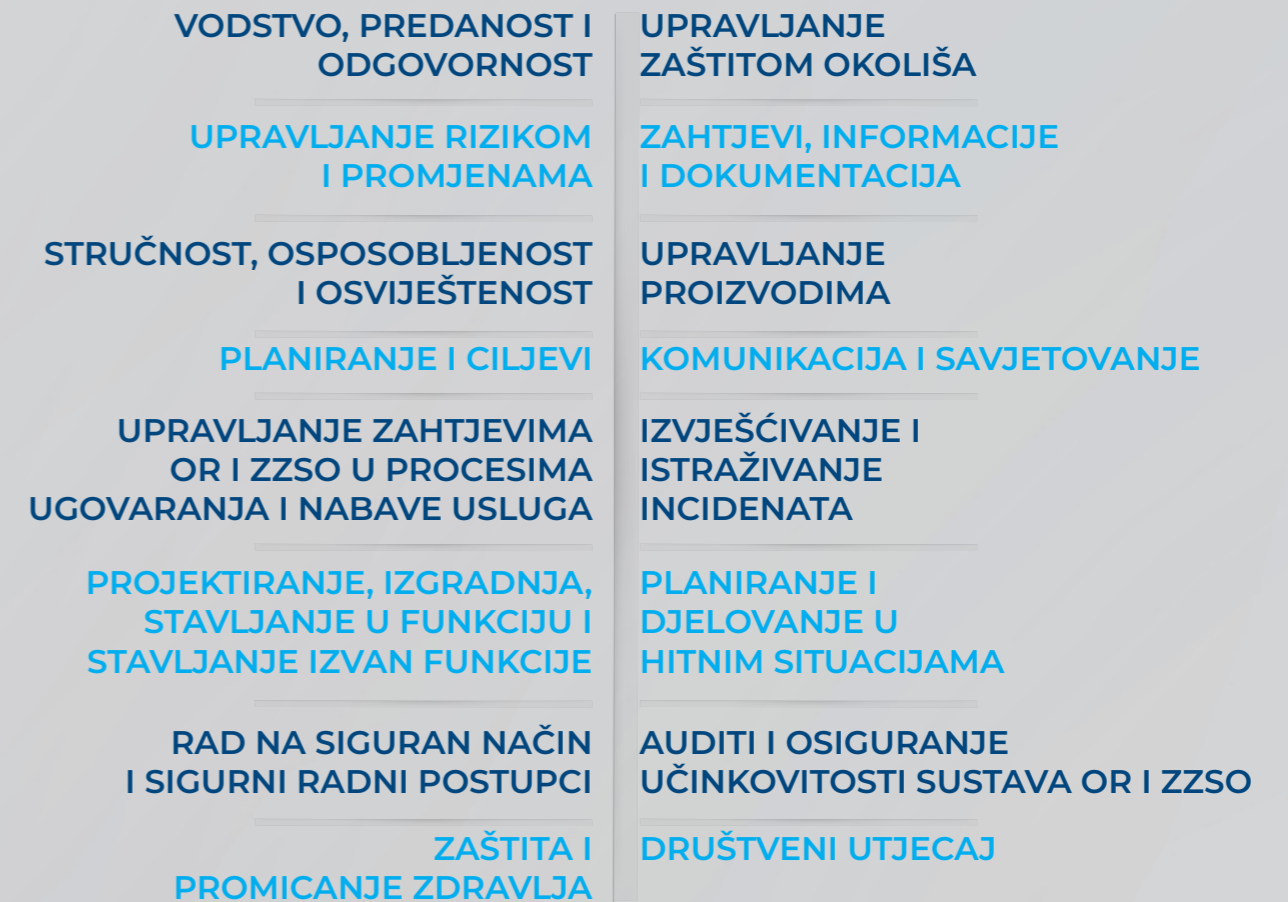 VODSTVO, PREDANOST I
ODGOVORNOST
UPRAVLJANJE RIZIKOM
I PROMJENAMA
STRUČNOST, OSPOSOBLJENOST
I OSVIJEŠTENOST
PLANIRANJE I CILJEVI
UPRAVLJANJE ZAHTJEVIMA
OR I ZZSO U PROCESIMA
UGOVARANJA I NABAVE USLUGA
PROJEKTIRANJE, IZGRADNJA,
STAVLJANJE U FUNKCIJU I
STAVLJANJE IZVAN FUNKCIJE
RAD NA SIGURAN NAČIN
I SIGURNI RADNI POSTUPCI
ZAŠTITA I
PROMICANJE ZDRAVLJA
UPRAVLJANJE
ZAŠTITOM OKOLIŠA
ZAHTJEVI, INFORMACIJE
I DOKUMENTACIJA
UPRAVLJANJE
PROIZVODIMA
KOMUNIKACIJA I SAVJETOVANJE
IZVJEŠĆIVANJE I
ISTRAŽIVANJE
INCIDENATA
PLANIRANJE I
DJELOVANJE U
HITNIM SITUACIJAMA
AUDITI I OSIGURANJE
UČINKOVITOSTI SUSTAVA OR I ZZSO
DRUŠTVENI UTJECAJ